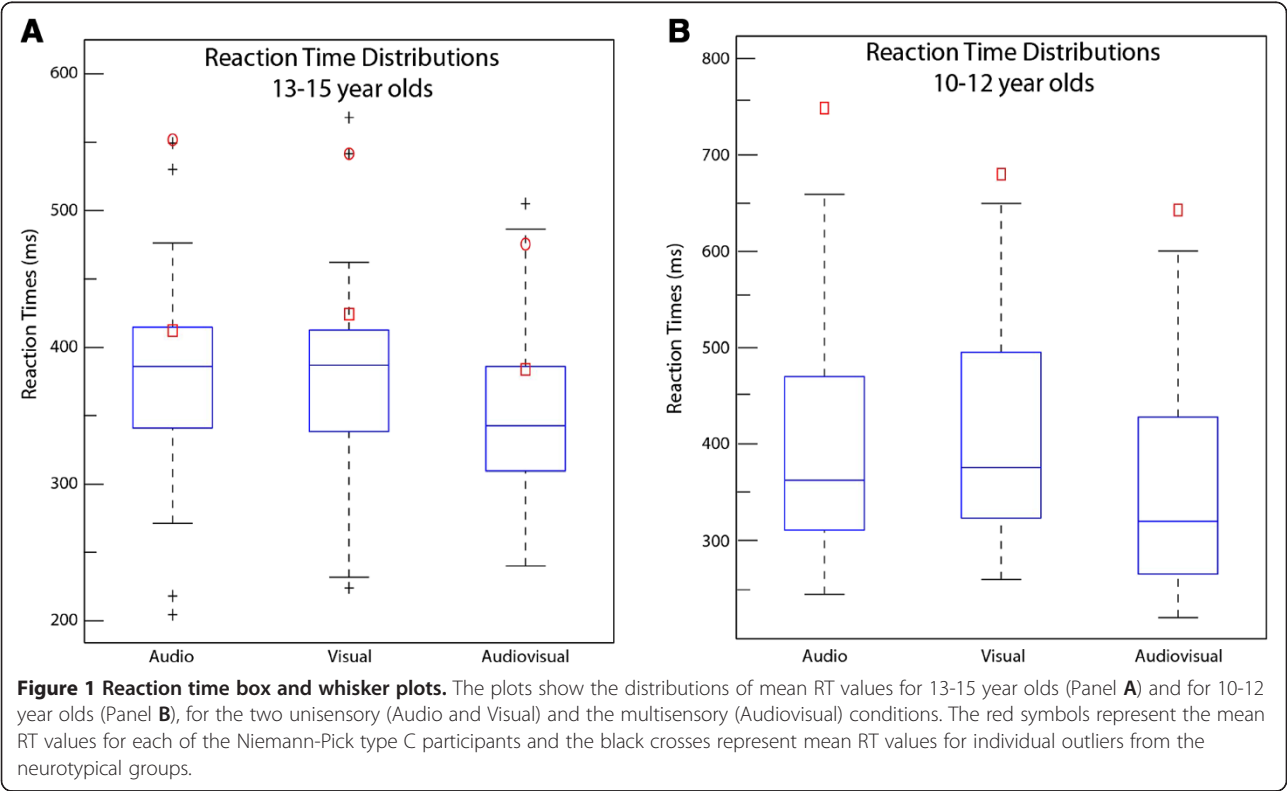 A
Reaction Time Distributions
13-15 year olds
600
500
400
300
200
Reaction Times (ms)
Audio
Visual
Audiovisual
B
Reaction Time Distributions
10-12 year olds
800
700
600
500
400
300
Reaction Times (ms)
Audio
Visual
Audiovisual
Figure 1 Reaction time box and whisker plots. The plots show the distributions of mean RT values for 13-15 year olds (Panel A) and for 10-12
year olds (Panel B), for the two unisensory (Audio and Visual) and the multisensory (Audiovisual) conditions. The red symbols represent the mean
RT values for each of the Niemann-Pick type C participants and the black crosses represent mean RT values for individual outliers from the
neurotypical groups.